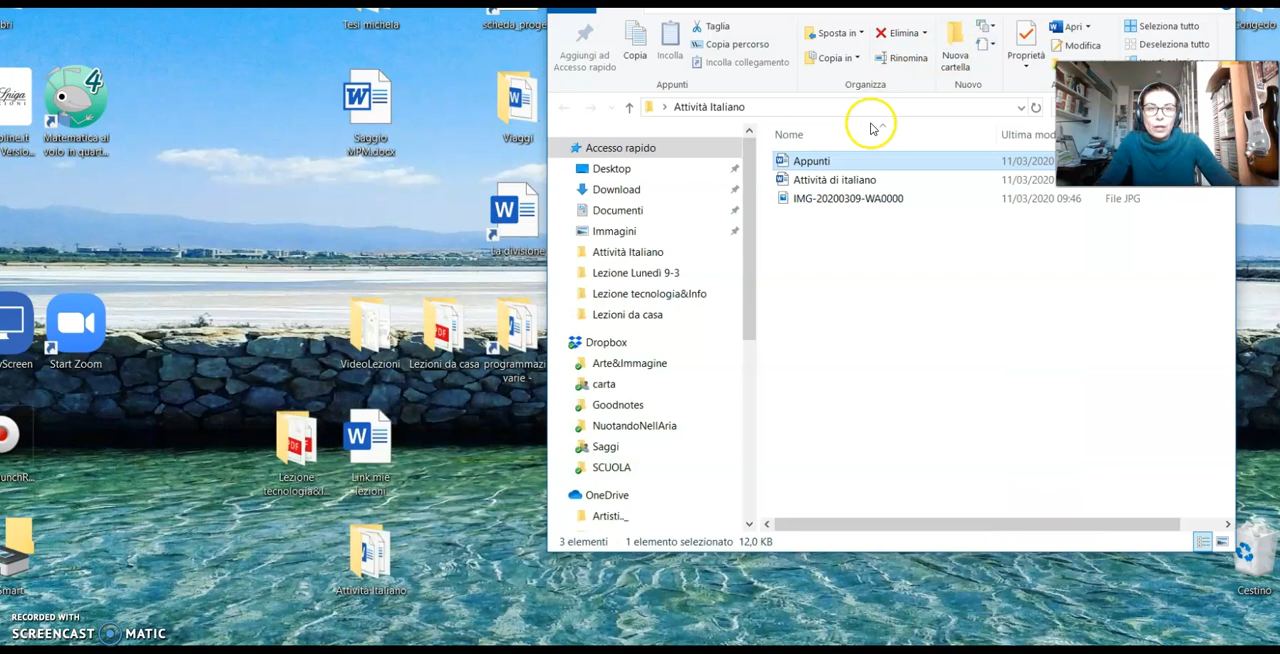 bri
Tesi michela
scheda_proge
Congedo
Taglia
Copia percorso
Incolla collegamento
Aggiungi ad
Accesso rapido
Copia
Incolla
Appunti
Sposta in
Copia in
Elimina
Rinomina
Organizza
Nuova
cartella
Nuovo
Proprietà
Apri
Modifica
Seleziona tutto
Deseleziona tutto
Attività Italiano
Nome
Ultima mod
Accesso rapido
Desktop
Download
Documenti
Immagini
Attività Italiano
Lezione Lunedì 9-3
Lezione tecnologia&Info
Lezioni da casa
Dropbox
Arte&Immagine
carta
Goodnotes
NuotandoNellAria
Saggi
SCUOLA
OneDrive
Artisti.._
Appunti
11/03/2020
Attività di italiano
11/03/2020
IMG-20200309-WA0000
11/03/2020 09:46
File JPG
3 elementi
1 elemento selezionato 12,0 KB
4
Matematica al
volo in quart...
Saggio
MPM.docx
Viaggi
La divisione
Start Zoom
VideoLezioni
PDF
Lezioni da casa
programmazi
varie -
PDF
Lezione
tecnologia&I...
Link mie
lezioni
Attività Italiano
Cestino
RECORDED WITH
SCREENCAST MATIC